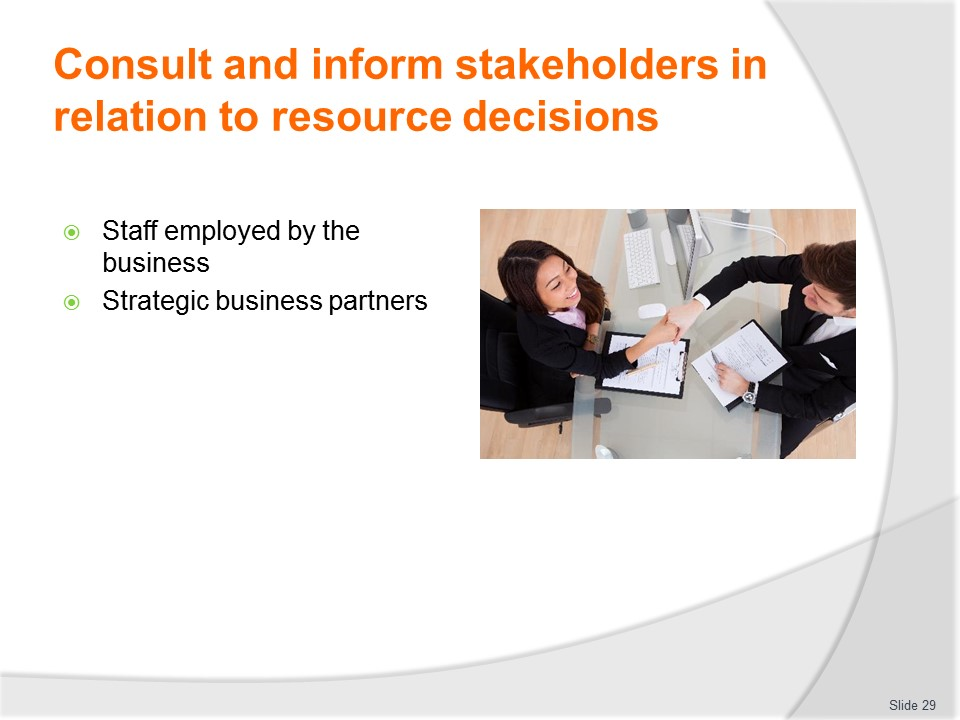 Consult and inform stakeholders in
relation to resource decisions
Staff employed by the
business
Strategic business partners
Slide 29